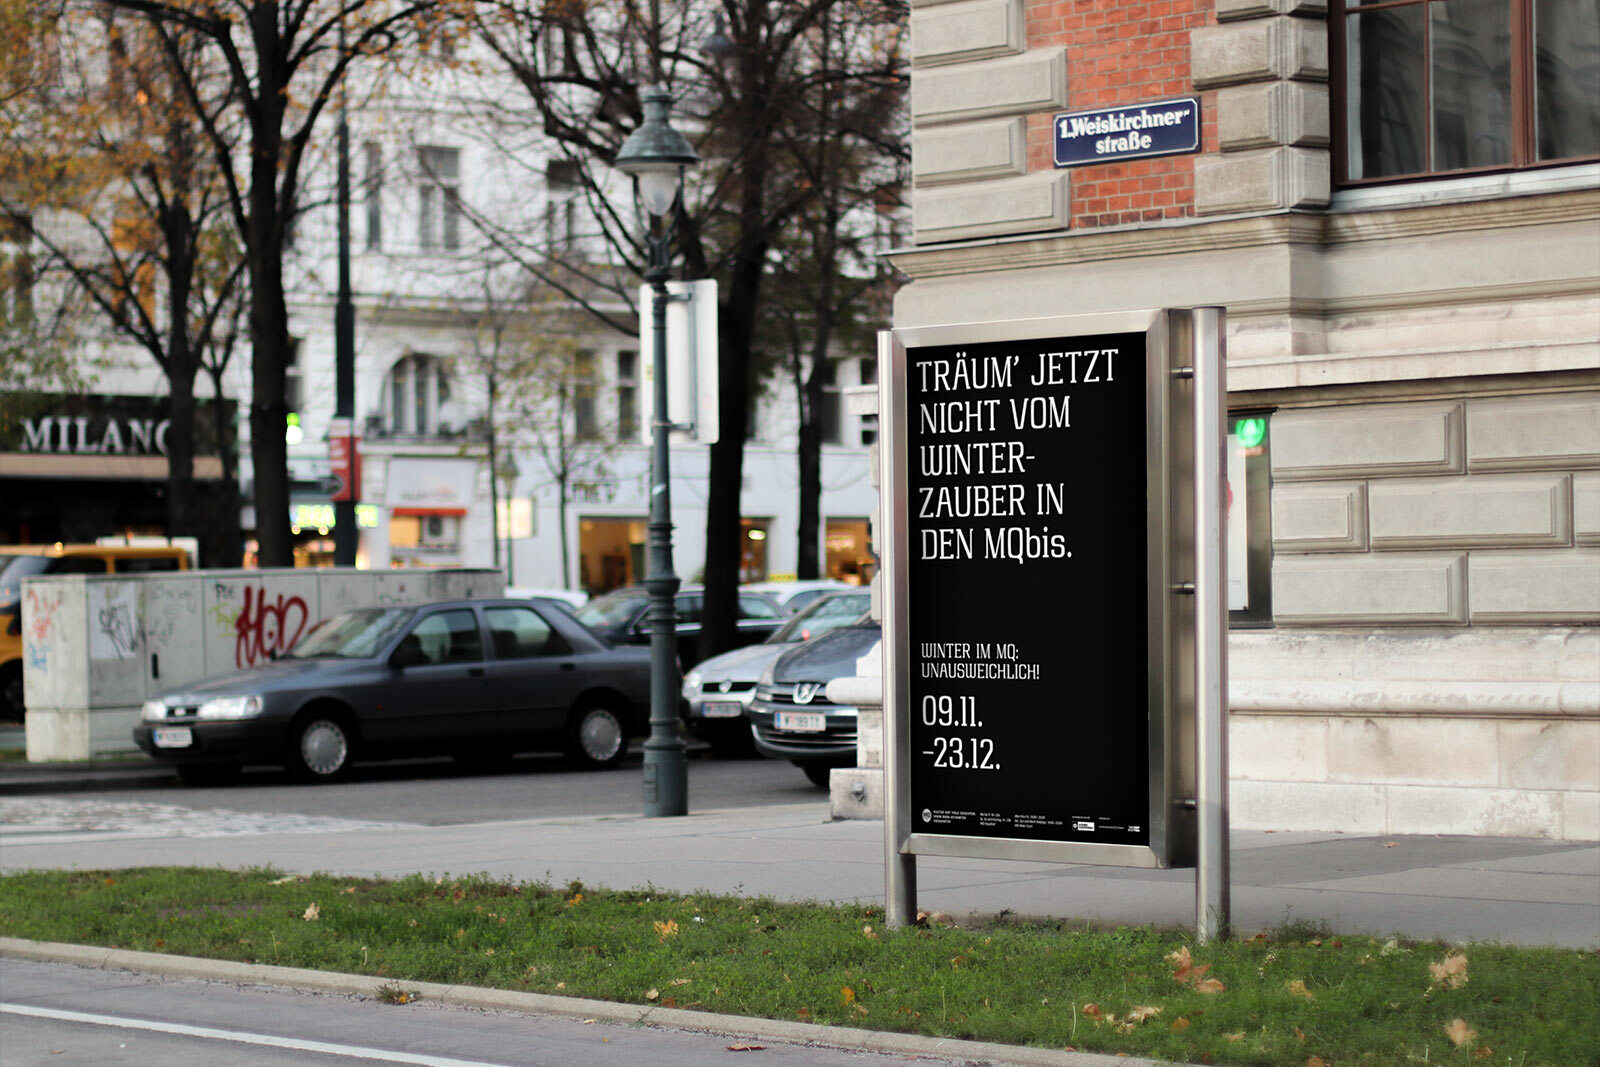 1.„Weiskirchner-
straße
MILANO
TRÄUM’ JETZT
NICHT VOM
WINTER-
ZAUBER IN
DEN MQbis.
WINTER IM MQ:
UNAUSWEICHLICH!
09.11.
–23.12.